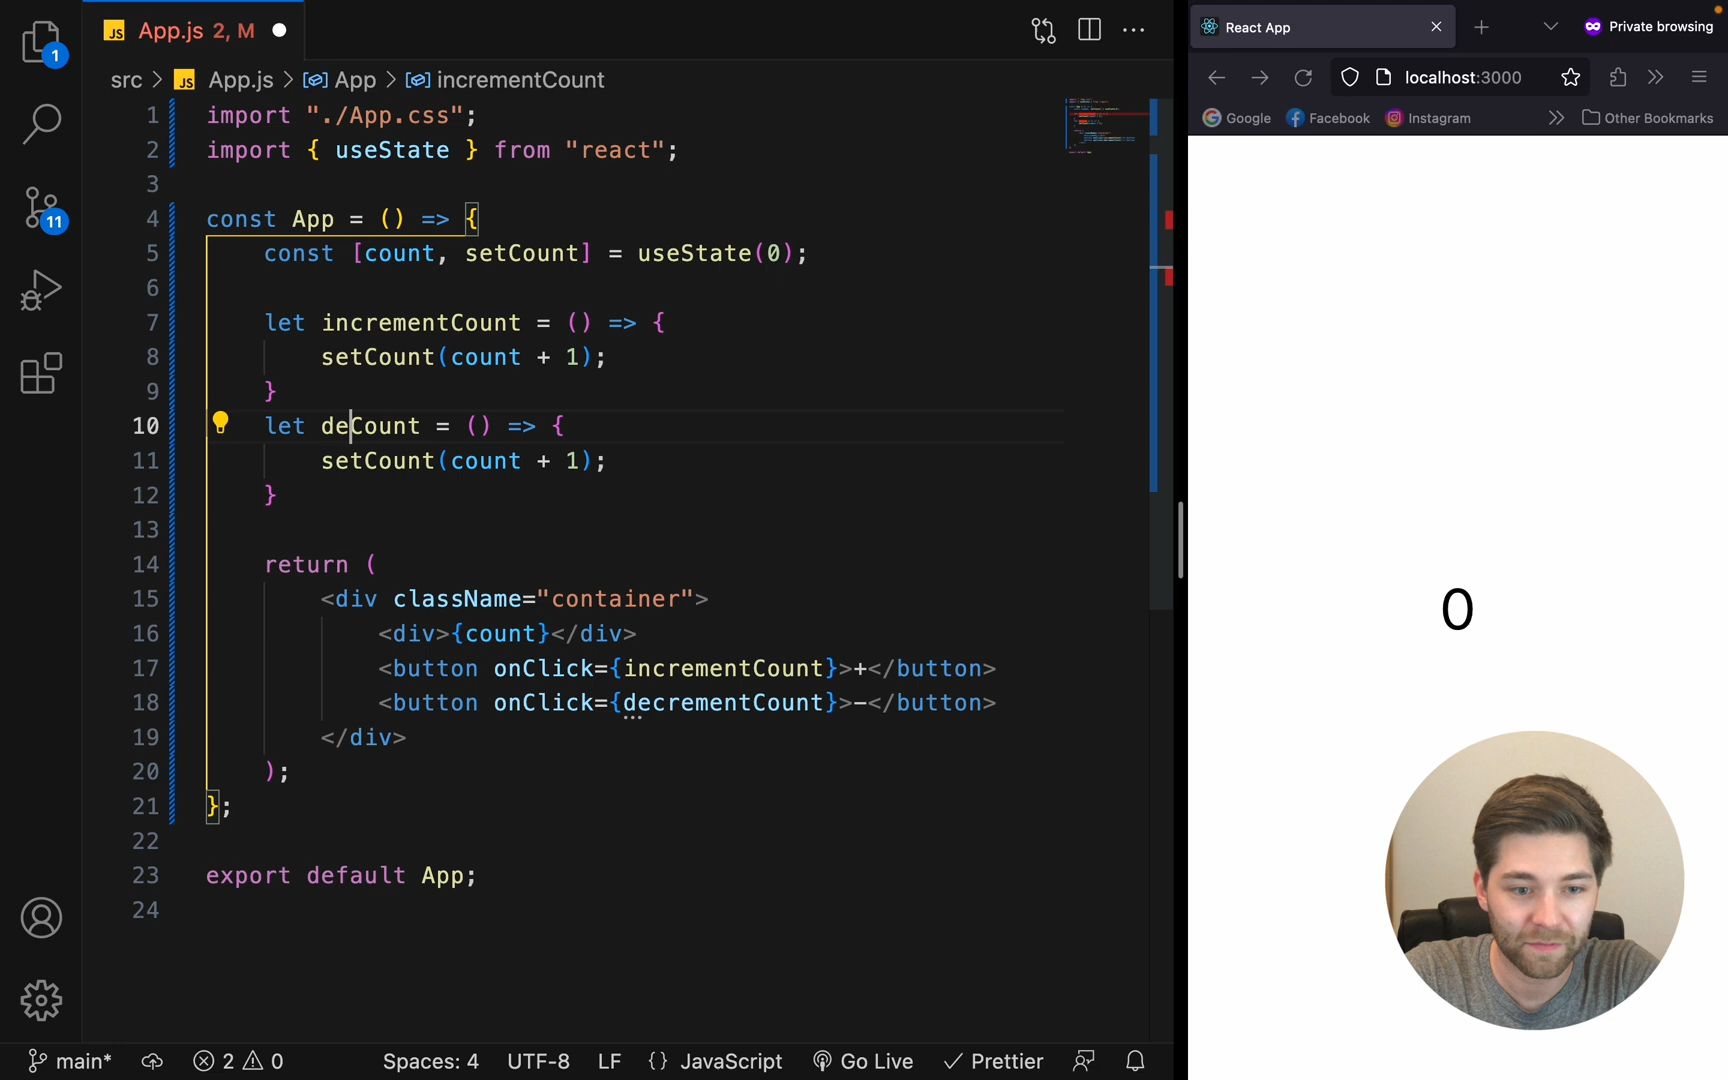 JS App.js 2, M
1
11
src > JS App.js > App > incrementCount
1 import "./App.css";
2 import { useState } from "react";
3
4 const App = () => {
5 const [count, setCount] = useState(0);
6
7 let incrementCount = () => {
8 setCount(count + 1);
9 }
10 let deCount = () => {
11 setCount(count + 1);
12 }
13
14 return (
15 <div className="container">
16 <div>{count}</div>
17 <button onClick={incrementCount}>+</button>
18 <button onClick={decrementCount}>-</button>
19 </div>
20 );
21 };
22
23 export default App;
24
main* 2 0 Spaces: 4 UTF-8 LF {} JavaScript Go Live Prettier
React App Private browsing
localhost:3000
Google Facebook Instagram Other Bookmarks
0